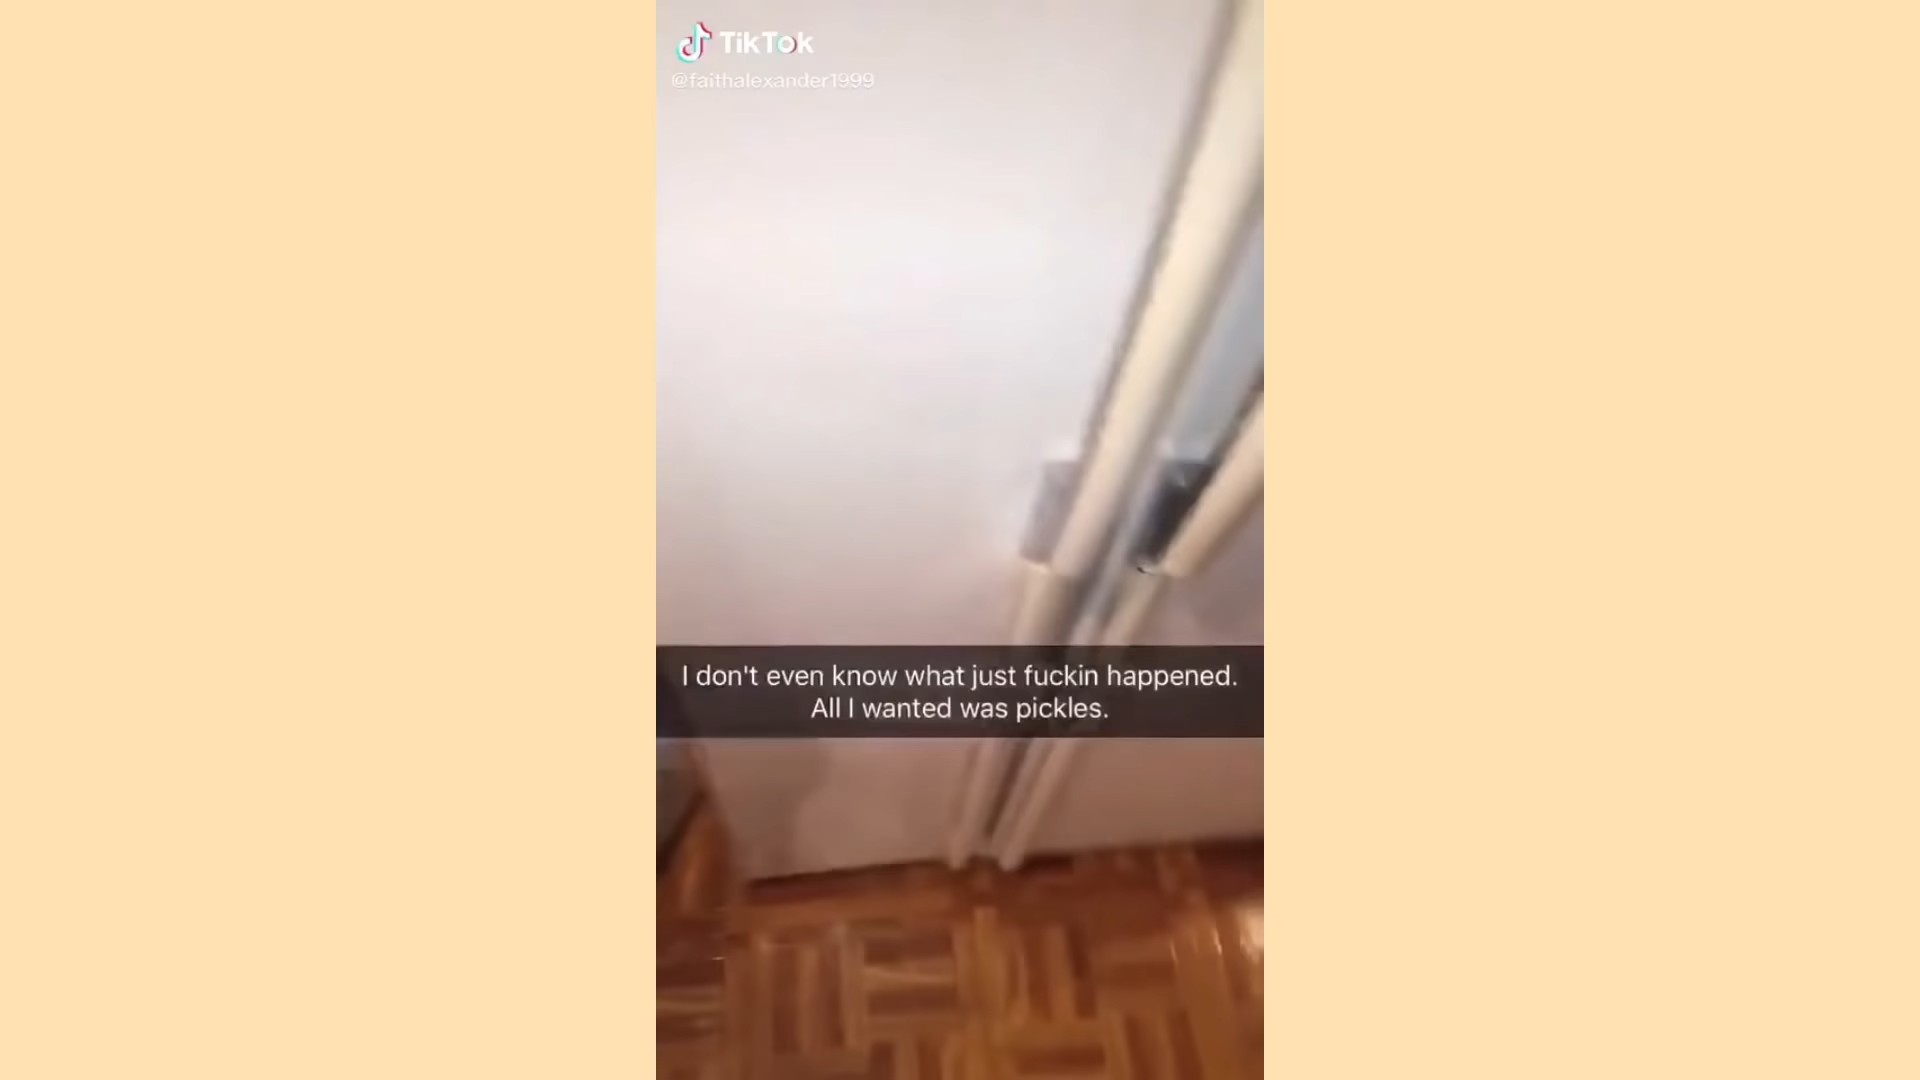 TikTok
@faithalexander1999
I don't even know what just fuckin happened.
All I wanted was pickles.